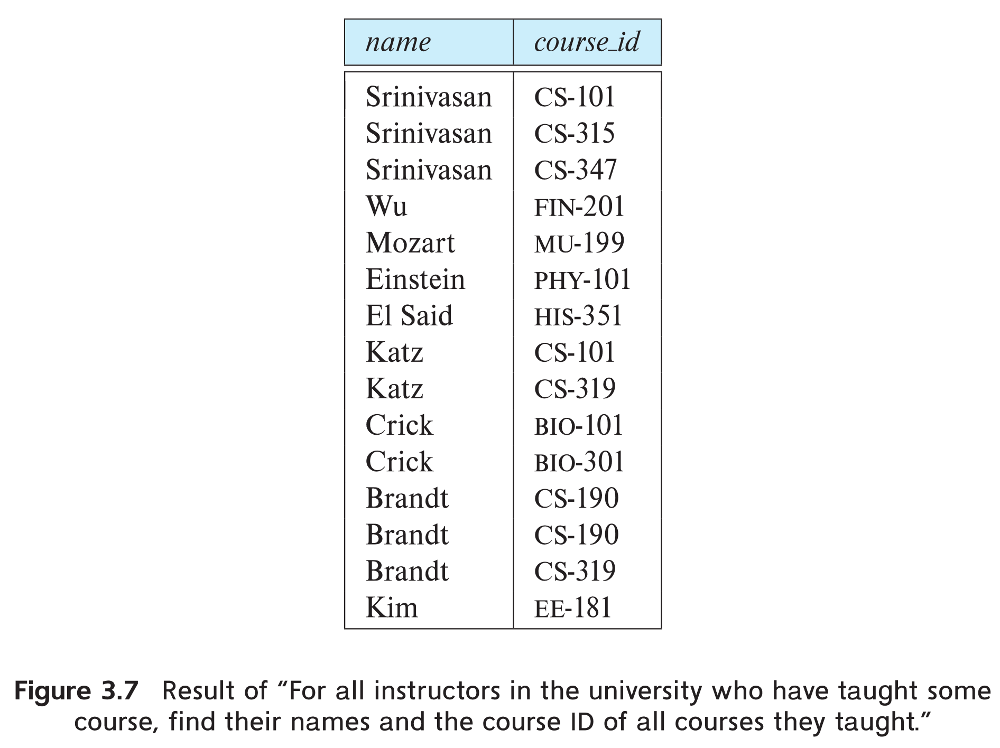 name course_id
Srinivasan CS-101
Srinivasan CS-315
Srinivasan CS-347
Wu FIN-201
Mozart MU-199
Einstein PHY-101
El Said HIS-351
Katz CS-101
Katz CS-319
Crick BIO-101
Crick BIO-301
Brandt CS-190
Brandt CS-190
Brandt CS-319
Kim EE-181
Figure 3.7 Result of “For all instructors in the university who have taught some
course, find their names and the course ID of all courses they taught.”